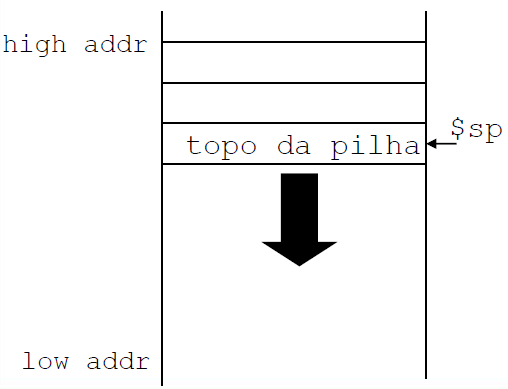 high addr
$sp
topo da pilha
low addr